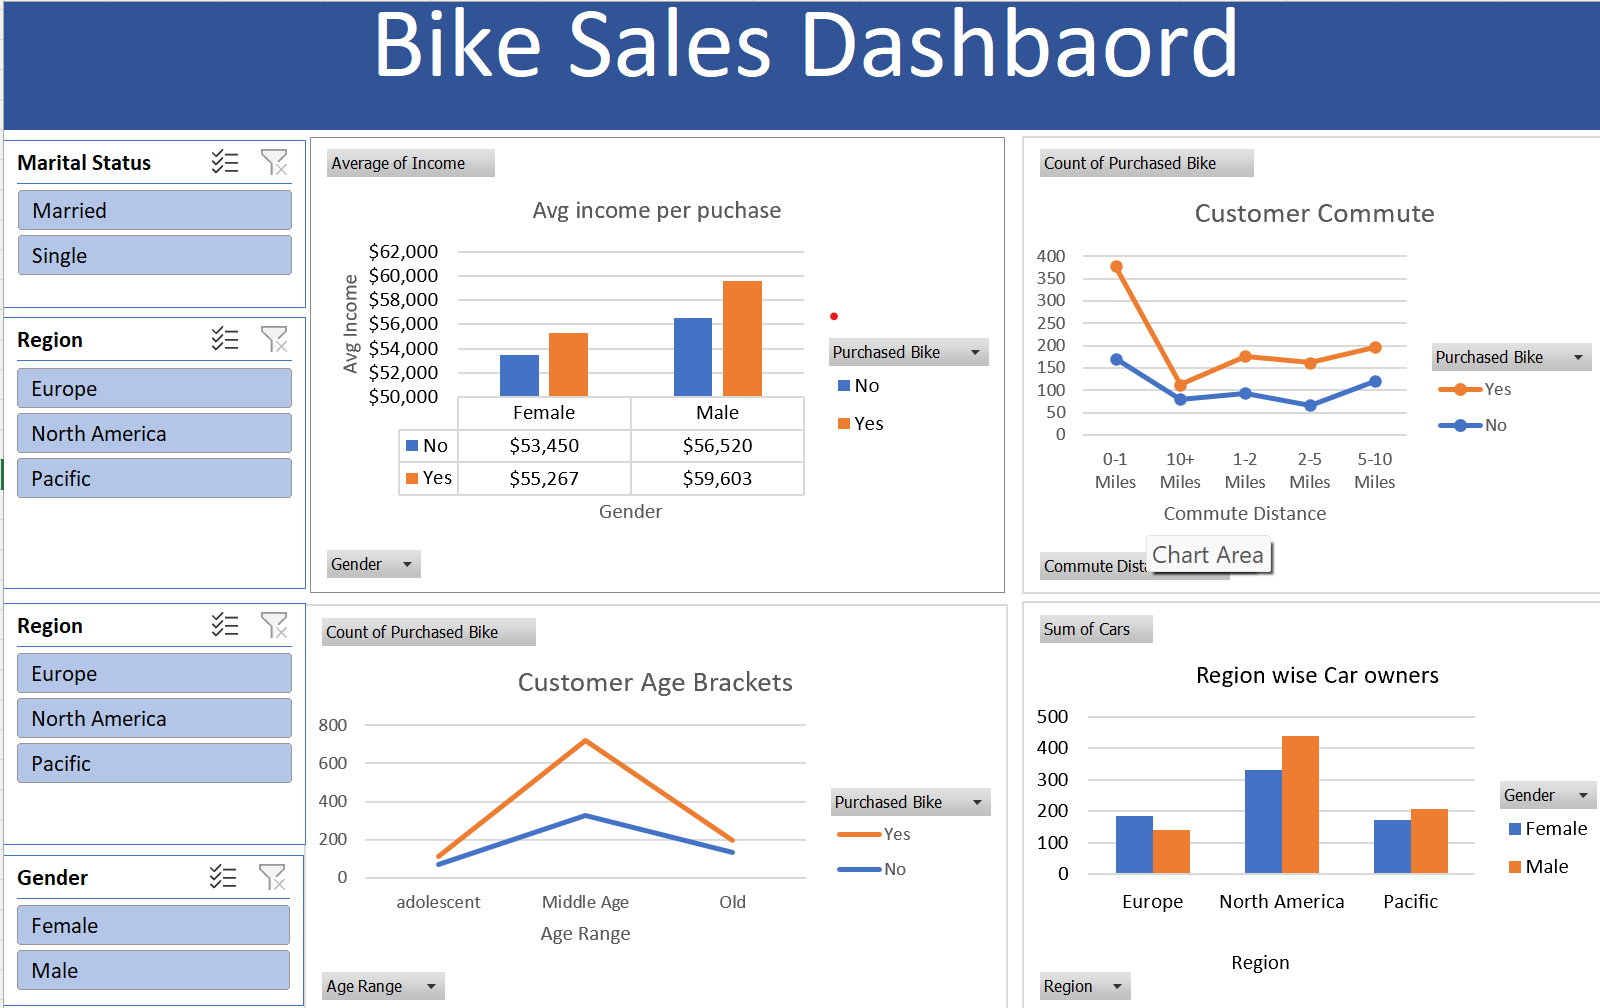 Bike Sales Dashbaord
Marital Status
Married
Single
Region
Europe
North America
Pacific
Region
Europe
North America
Pacific
Gender
Female
Male
Average of Income
Avg income per puchase
Avg Income
$62,000
$60,000
$58,000
$56,000
$54,000
$52,000
$50,000
Female Male
No $53,450 $56,520
Yes $55,267 $59,603
Gender
Purchased Bike
No
Yes
Gender
Count of Purchased Bike
Customer Commute
400
350
300
250
200
150
100
50
0
0-1 Miles
10+ Miles
1-2 Miles
2-5 Miles
5-10 Miles
Commute Distance
Purchased Bike
Yes
No
Chart Area
Commute Dista
Count of Purchased Bike
Customer Age Brackets
800
600
400
200
0
adolescent Middle Age Old
Age Range
Purchased Bike
Yes
No
Age Range
Sum of Cars
Region wise Car owners
500
400
300
200
100
0
Europe North America Pacific
Region
Gender
Female
Male
Region